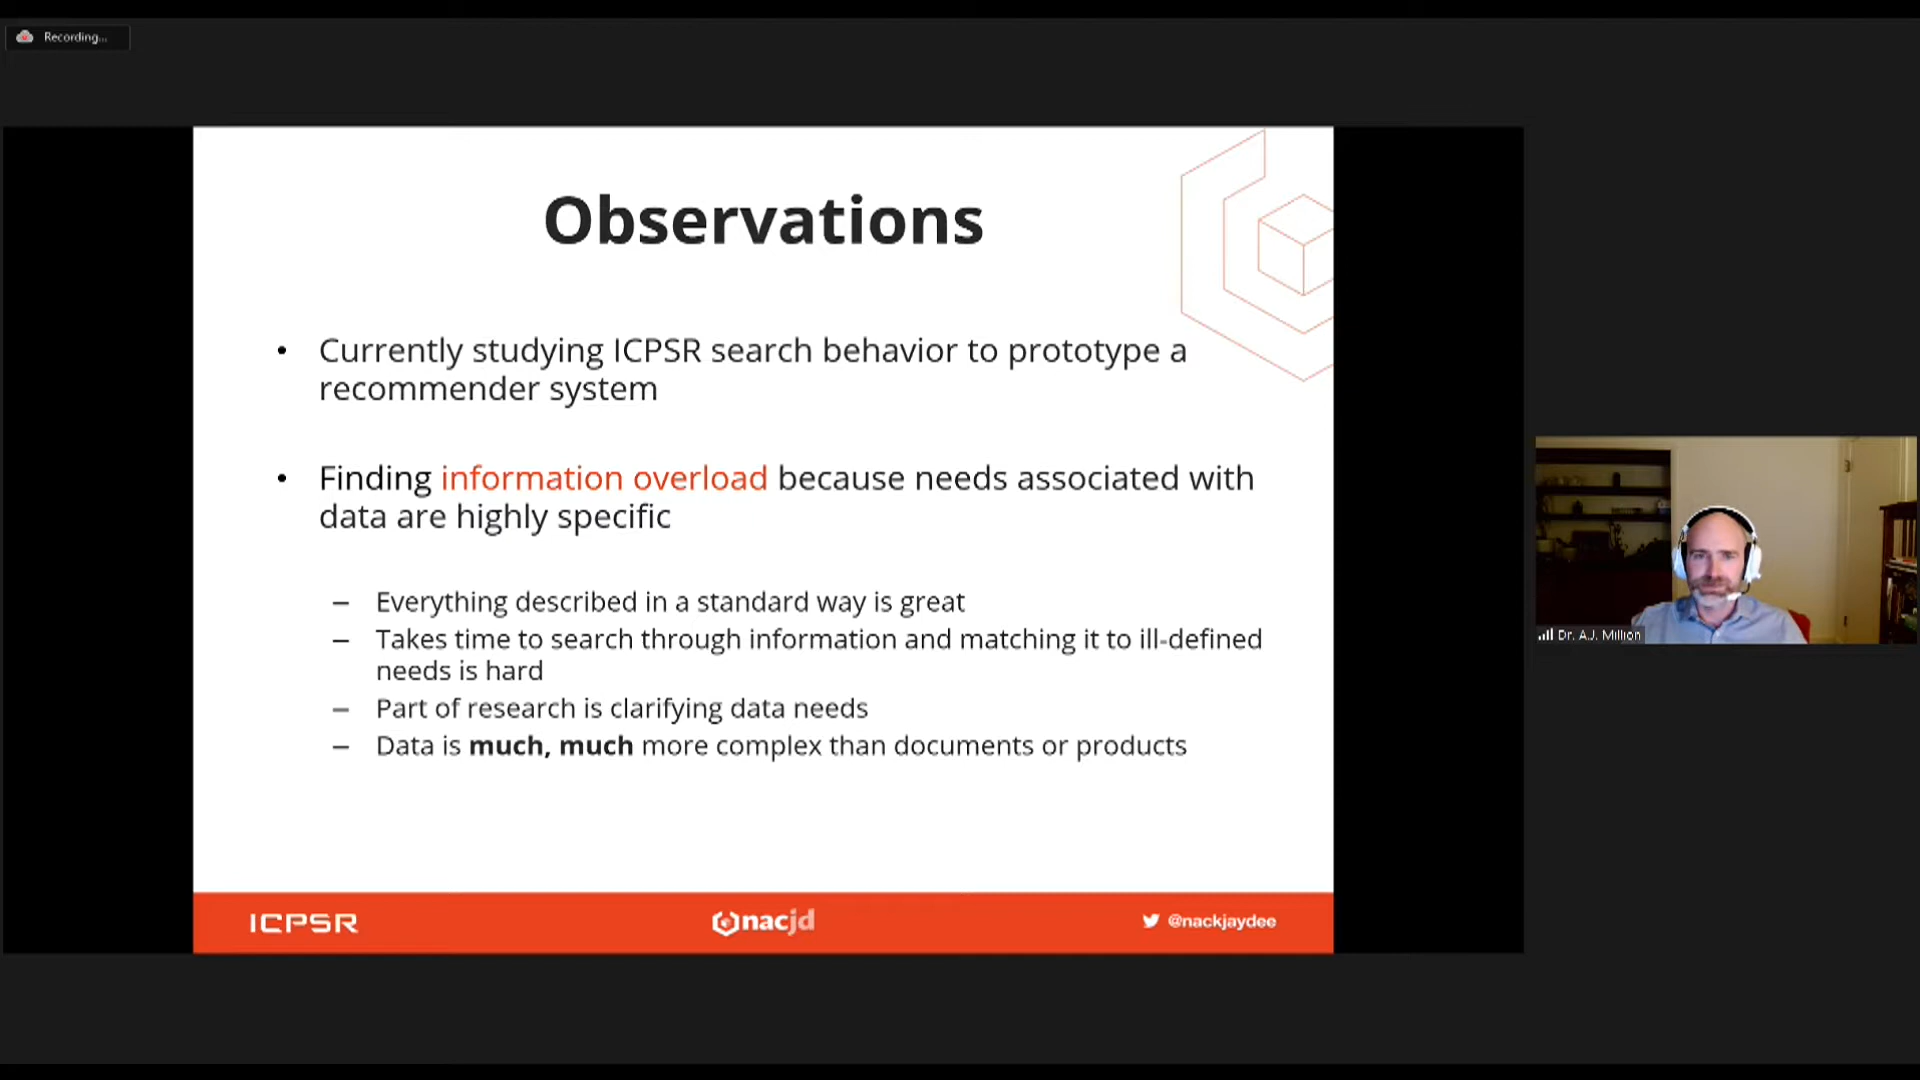 Recording...
Observations
• Currently studying ICPSR search behavior to prototype a
recommender system
• Finding information overload because needs associated with
data are highly specific
– Everything described in a standard way is great
– Takes time to search through information and matching it to ill-defined
needs is hard
– Part of research is clarifying data needs
– Data is much, much more complex than documents or products
Dr. A.J. Million
ICPSR
nacjd
@nackjaydee